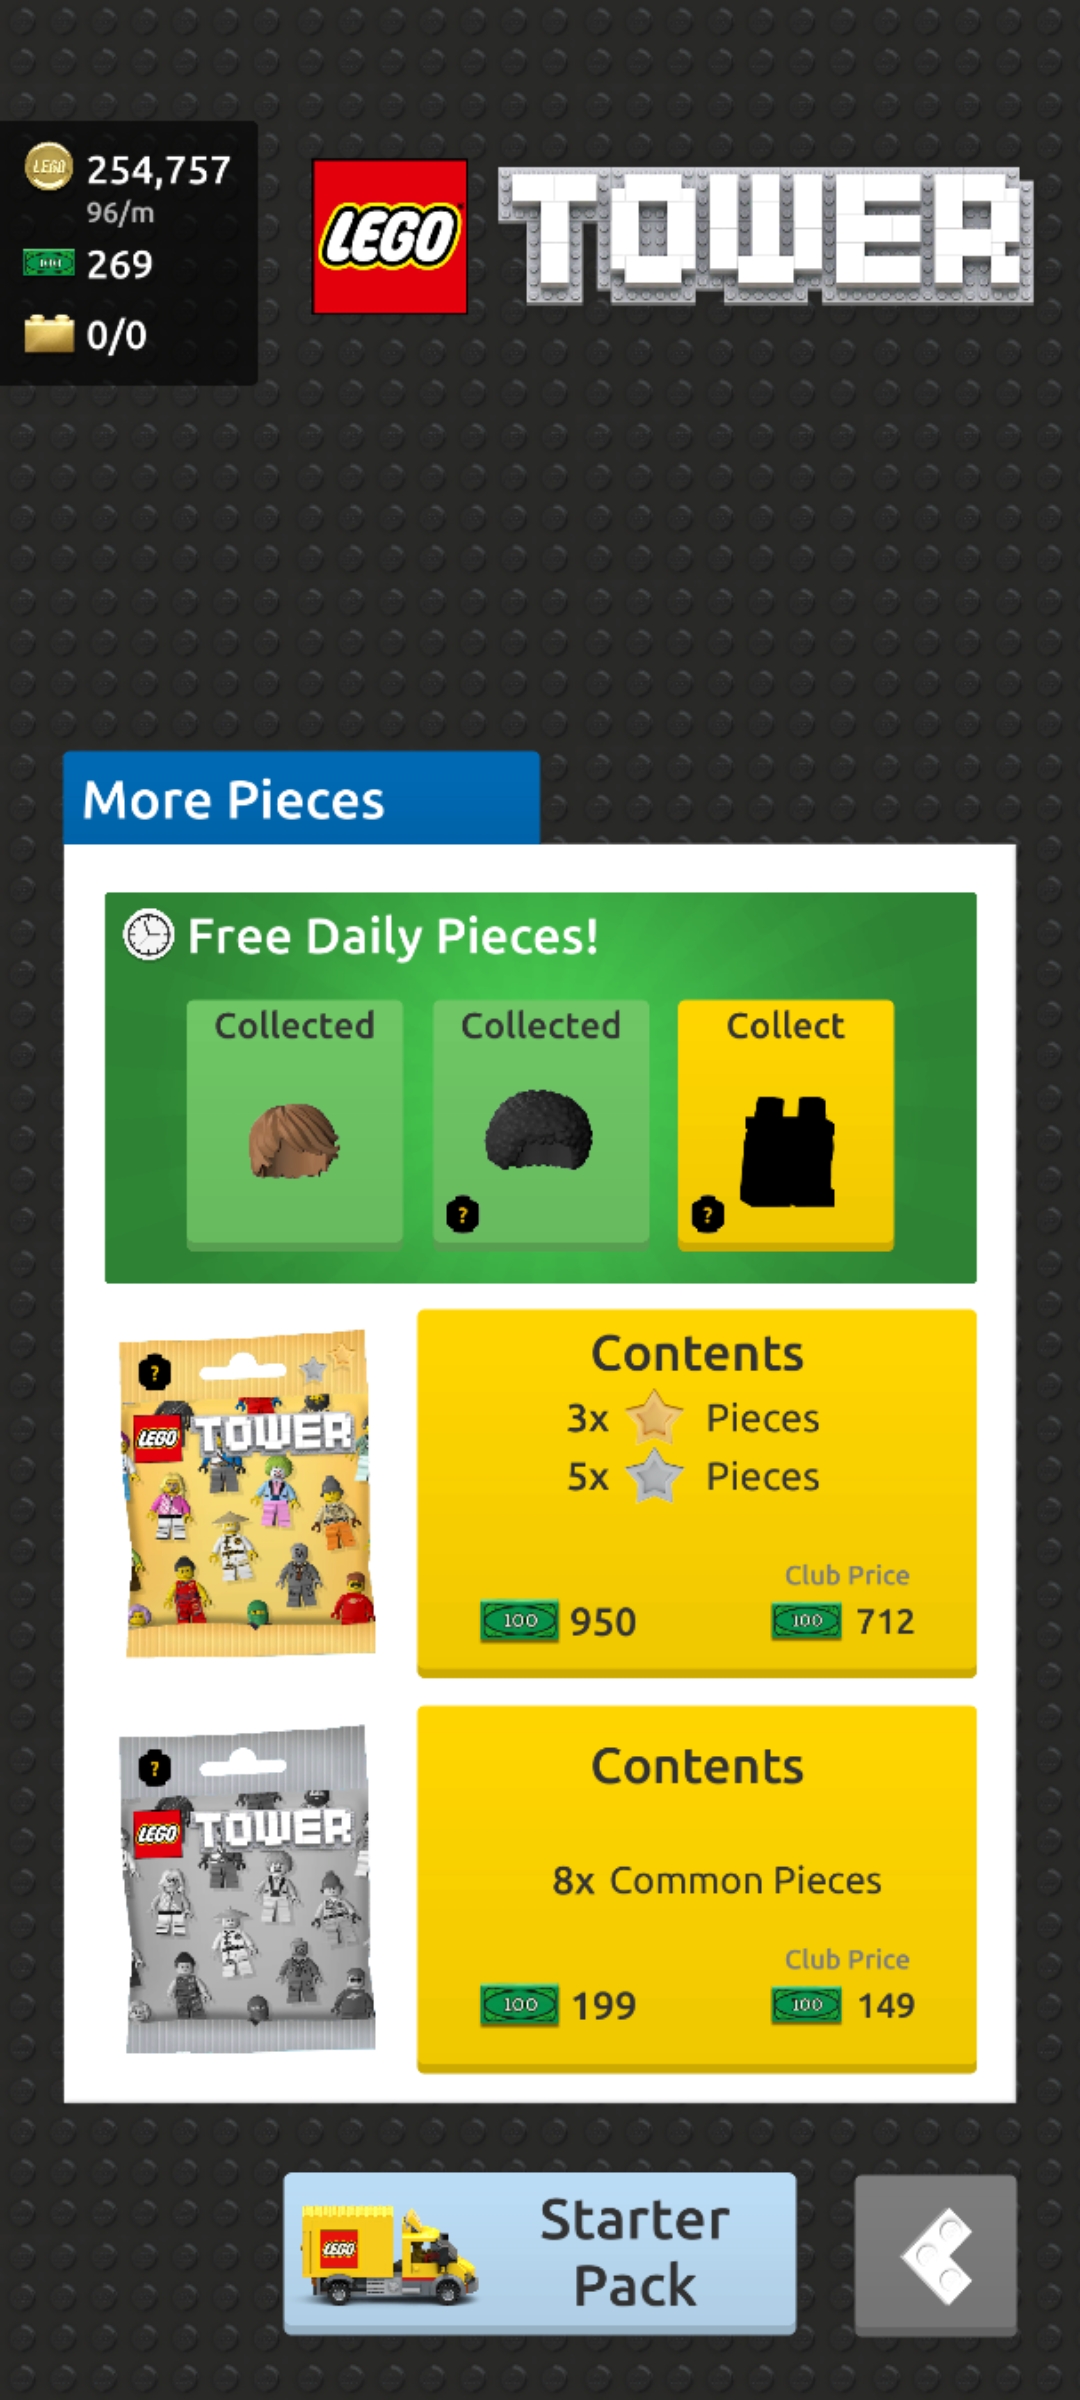 LEGO
254,757
96/m
269
0/0
LEGO
TOWER
More Pieces
Free Daily Pieces!
Collected
Collected
Collect
?
?
?
LEGO TOWER
Contents
3x Pieces
5x Pieces
Club Price
100 950
100 712
?
LEGO TOWER
Contents
8x Common Pieces
Club Price
100 199
100 149
LEGO
Starter
Pack